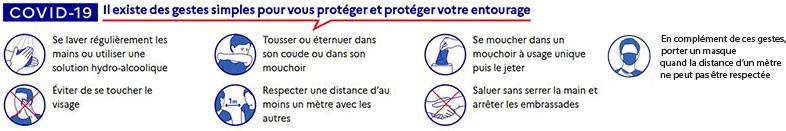 COVID-19 Il existe des gestes simples pour vous protéger et protéger votre entourage
Se laver régulièrement les
mains ou utiliser une
solution hydro-alcoolique
Tousser ou éternuer dans
son coude ou dans son
mouchoir
Se moucher dans un
mouchoir à usage unique
puis le jeter
En complément de ces gestes,
porter un masque
quand la distance d'un mètre
ne peut pas être respectée
Éviter de se toucher le
visage
1m
Respecter une distance d'au
moins un mètre avec les
autres
Saluer sans serrer la main et
arrêter les embrassades